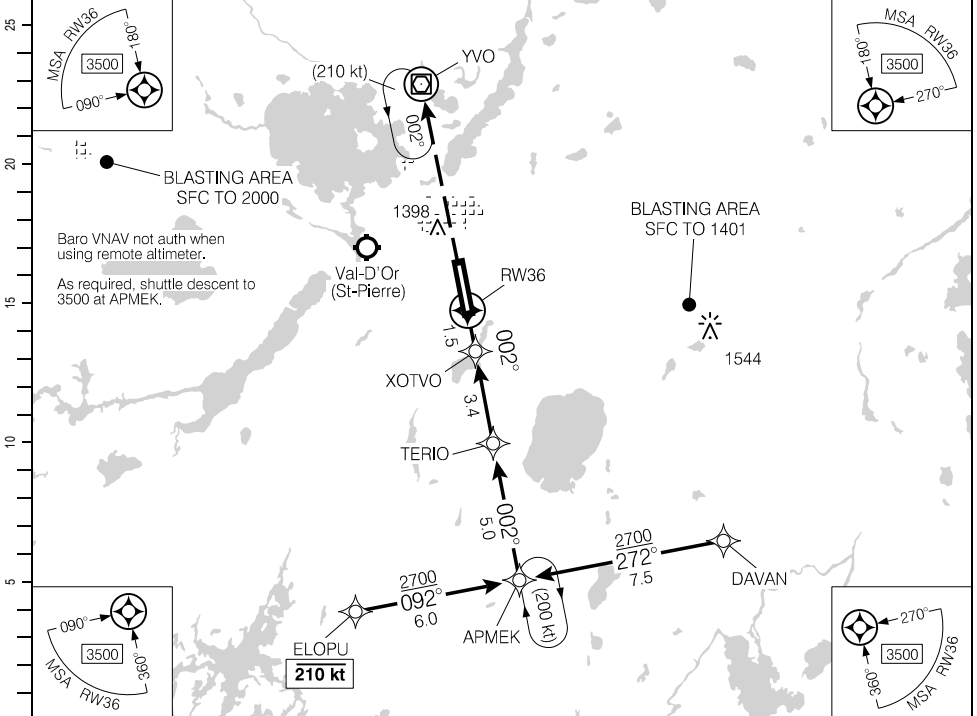 25
20
15
10
5
MSA RW36
180°
3500
090°
MSA RW36
180°
3500
270°
(210 kt)
YVO
002°
BLASTING AREA
SFC TO 2000
1398
BLASTING AREA
SFC TO 1401
Baro VNAV not auth when
using remote altimeter.
As required, shuttle descent to
3500 at APMEK.
Val-D'Or
(St-Pierre)
RW36
1544
1.5
002°
XOTVO
3.4
TERIO
002°
5.0
2700
272°
7.5
DAVAN
2700
092°
6.0
(200 kt)
APMEK
ELOPU
210 kt
090°
3500
360°
MSA RW36
270°
3500
360°
MSA RW36